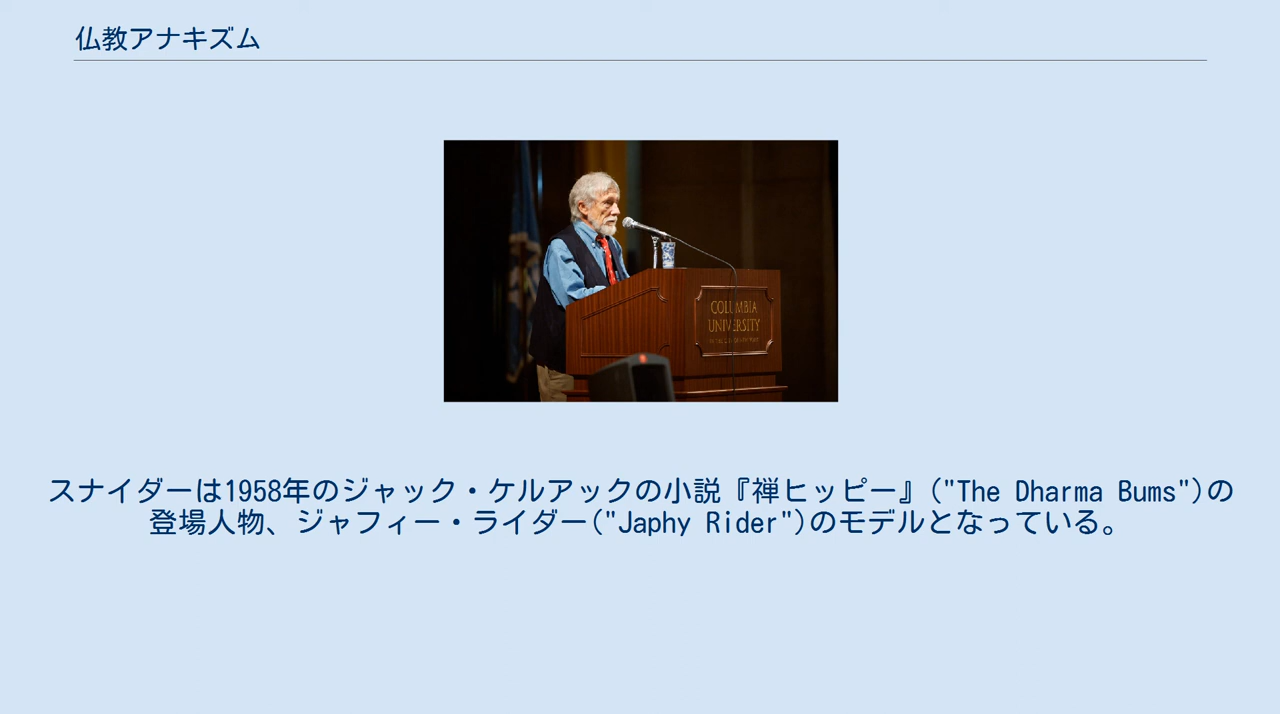 仏教アナキズム
COLUMBIA
UNIVERSITY
スナイダーは1958年のジャック・ケルアックの小説『禅ヒッピー』("The Dharma Bums")の
登場人物、ジャフィー・ライダー("Japhy Rider")のモデルとなっている。